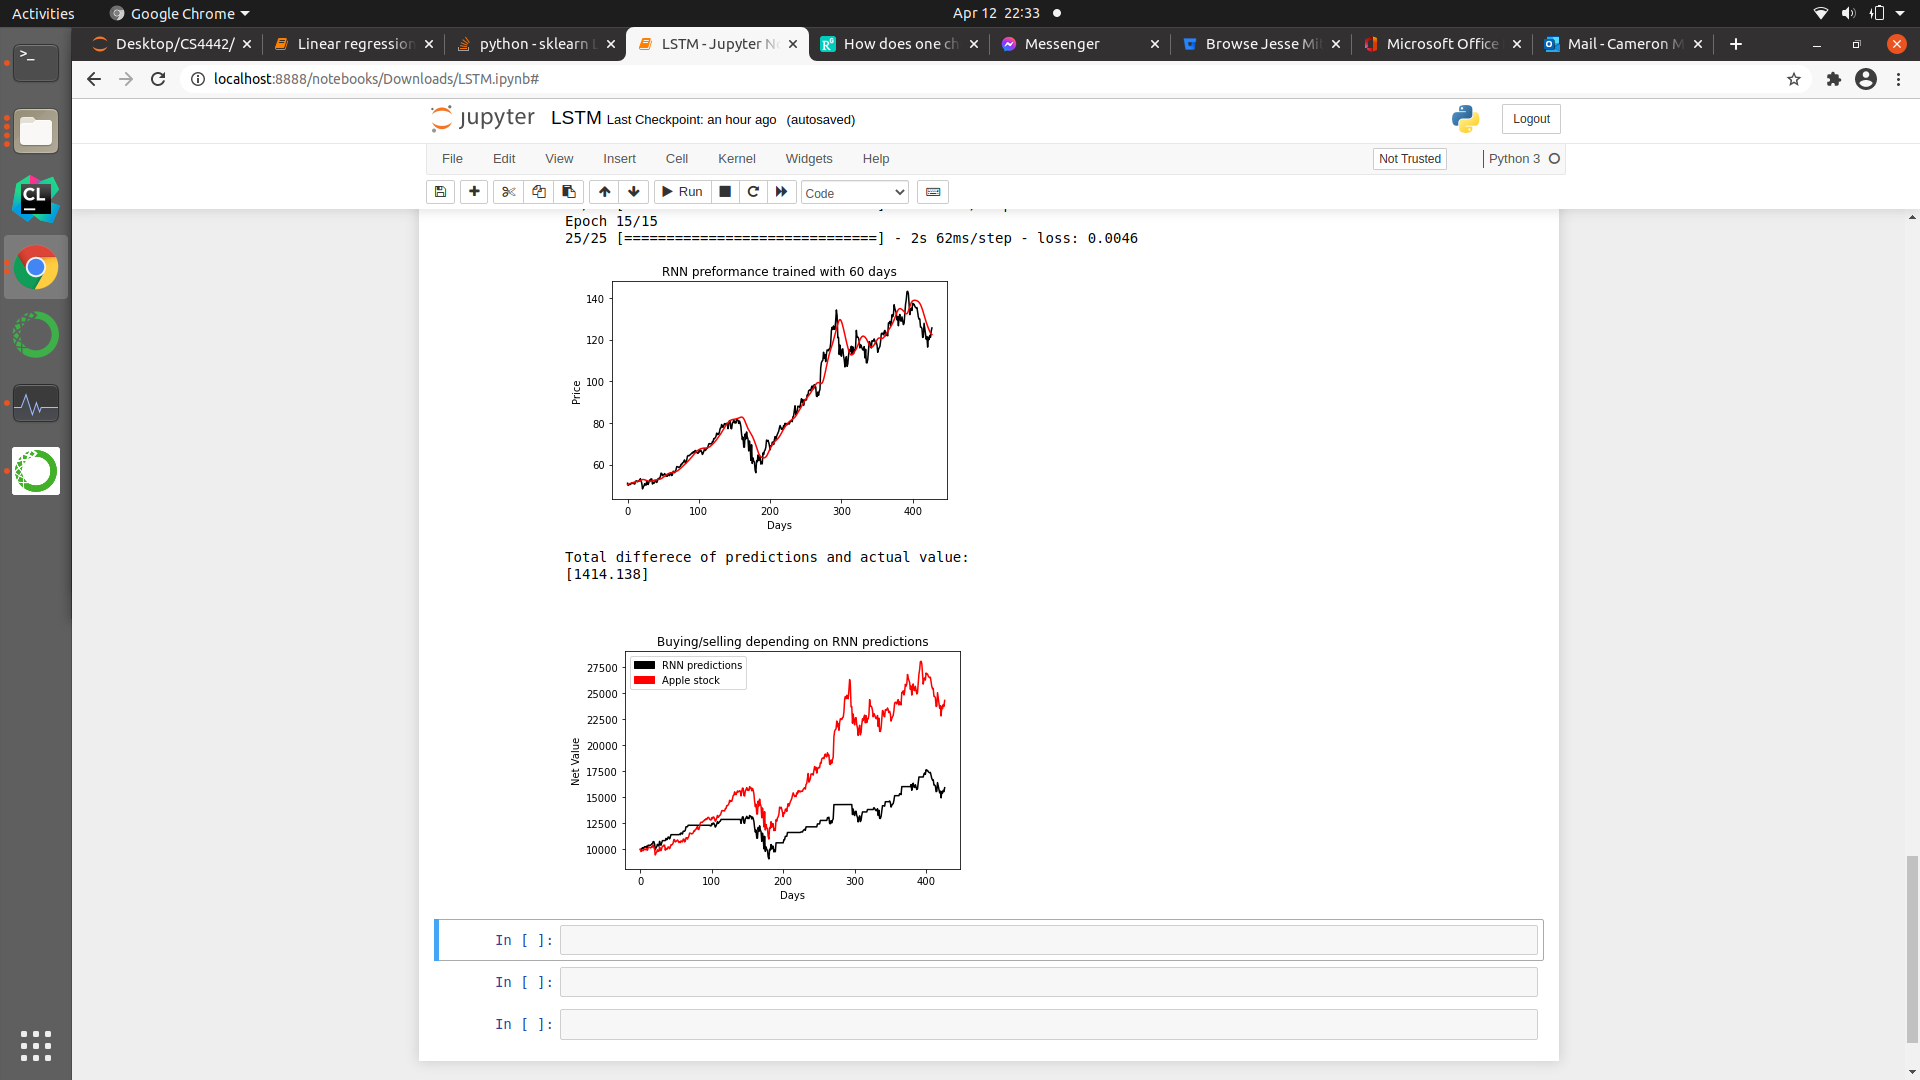 Activities
Google Chrome
Apr 12 22:33
Desktop/CS4442/
Linear regression
python - sklearn L
LSTM - Jupyter No
How does one ch
Messenger
Browse Jesse Mil
Microsoft Office
Mail - Cameron M
localhost:8888/notebooks/Downloads/LSTM.ipynb#
jupyter LSTM Last Checkpoint: an hour ago (autosaved)
Logout
File Edit View Insert Cell Kernel Widgets Help
Not Trusted
Python 3
Run
Code
Epoch 15/15
25/25 [==============================] - 2s 62ms/step - loss: 0.0046
RNN preformance trained with 60 days
140
120
100
80
60
Price
0 100 200 300 400
Days
Total differece of predictions and actual value:
[1414.138]
Buying/selling depending on RNN predictions
RNN predictions
Apple stock
27500
25000
22500
20000
17500
15000
12500
10000
Net Value
0 100 200 300 400
Days
In [ ]:
In [ ]:
In [ ]:
>_
CL